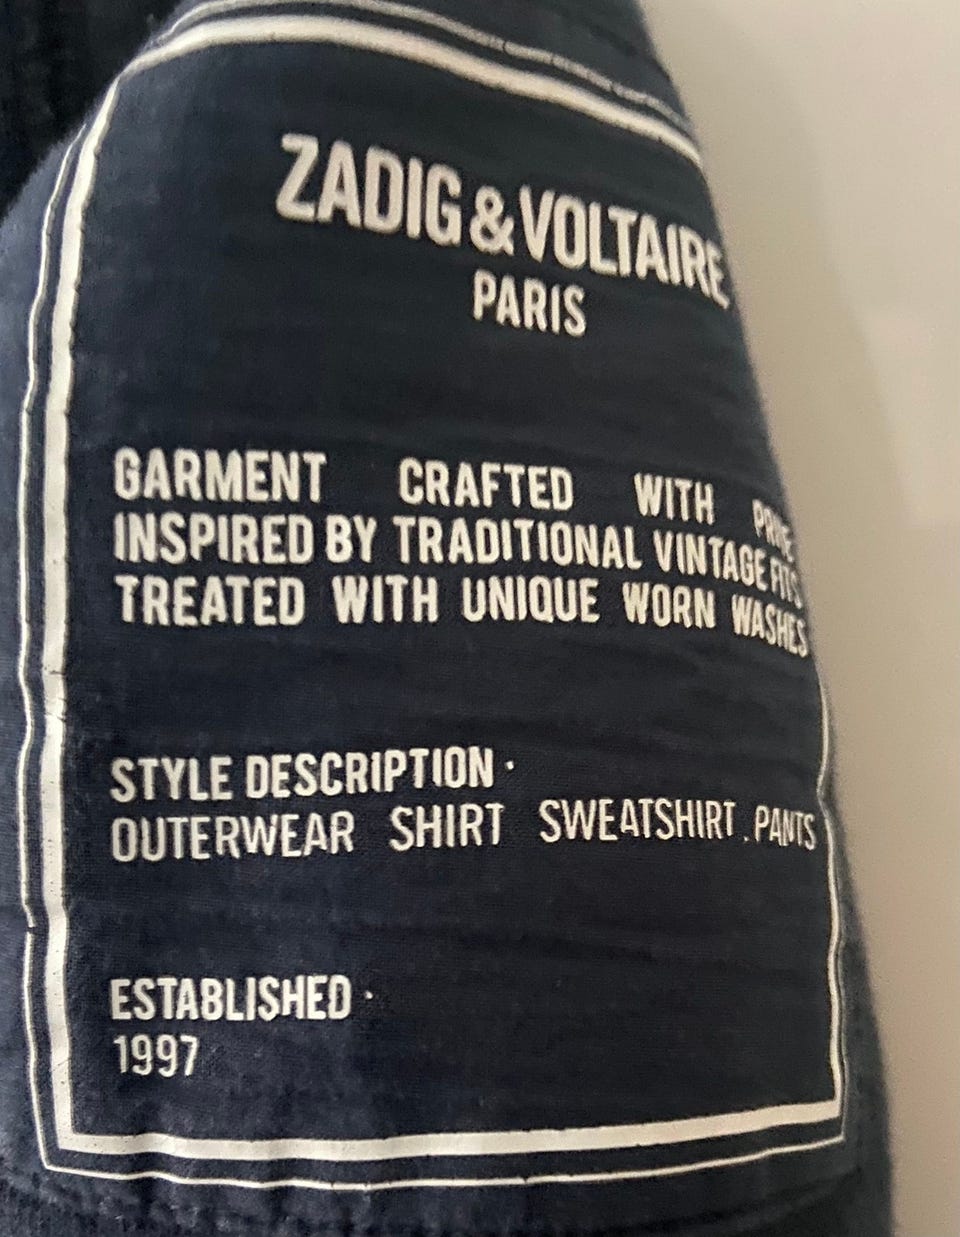 ZADIG & VOLTAIRE
PARIS
GARMENT CRAFTED WITH PRIDE
INSPIRED BY TRADITIONAL VINTAGE FITS
TREATED WITH UNIQUE WORN WASHES
STYLE DESCRIPTION ·
OUTERWEAR SHIRT SWEATSHIRT . PANTS
ESTABLISHED ·
1997